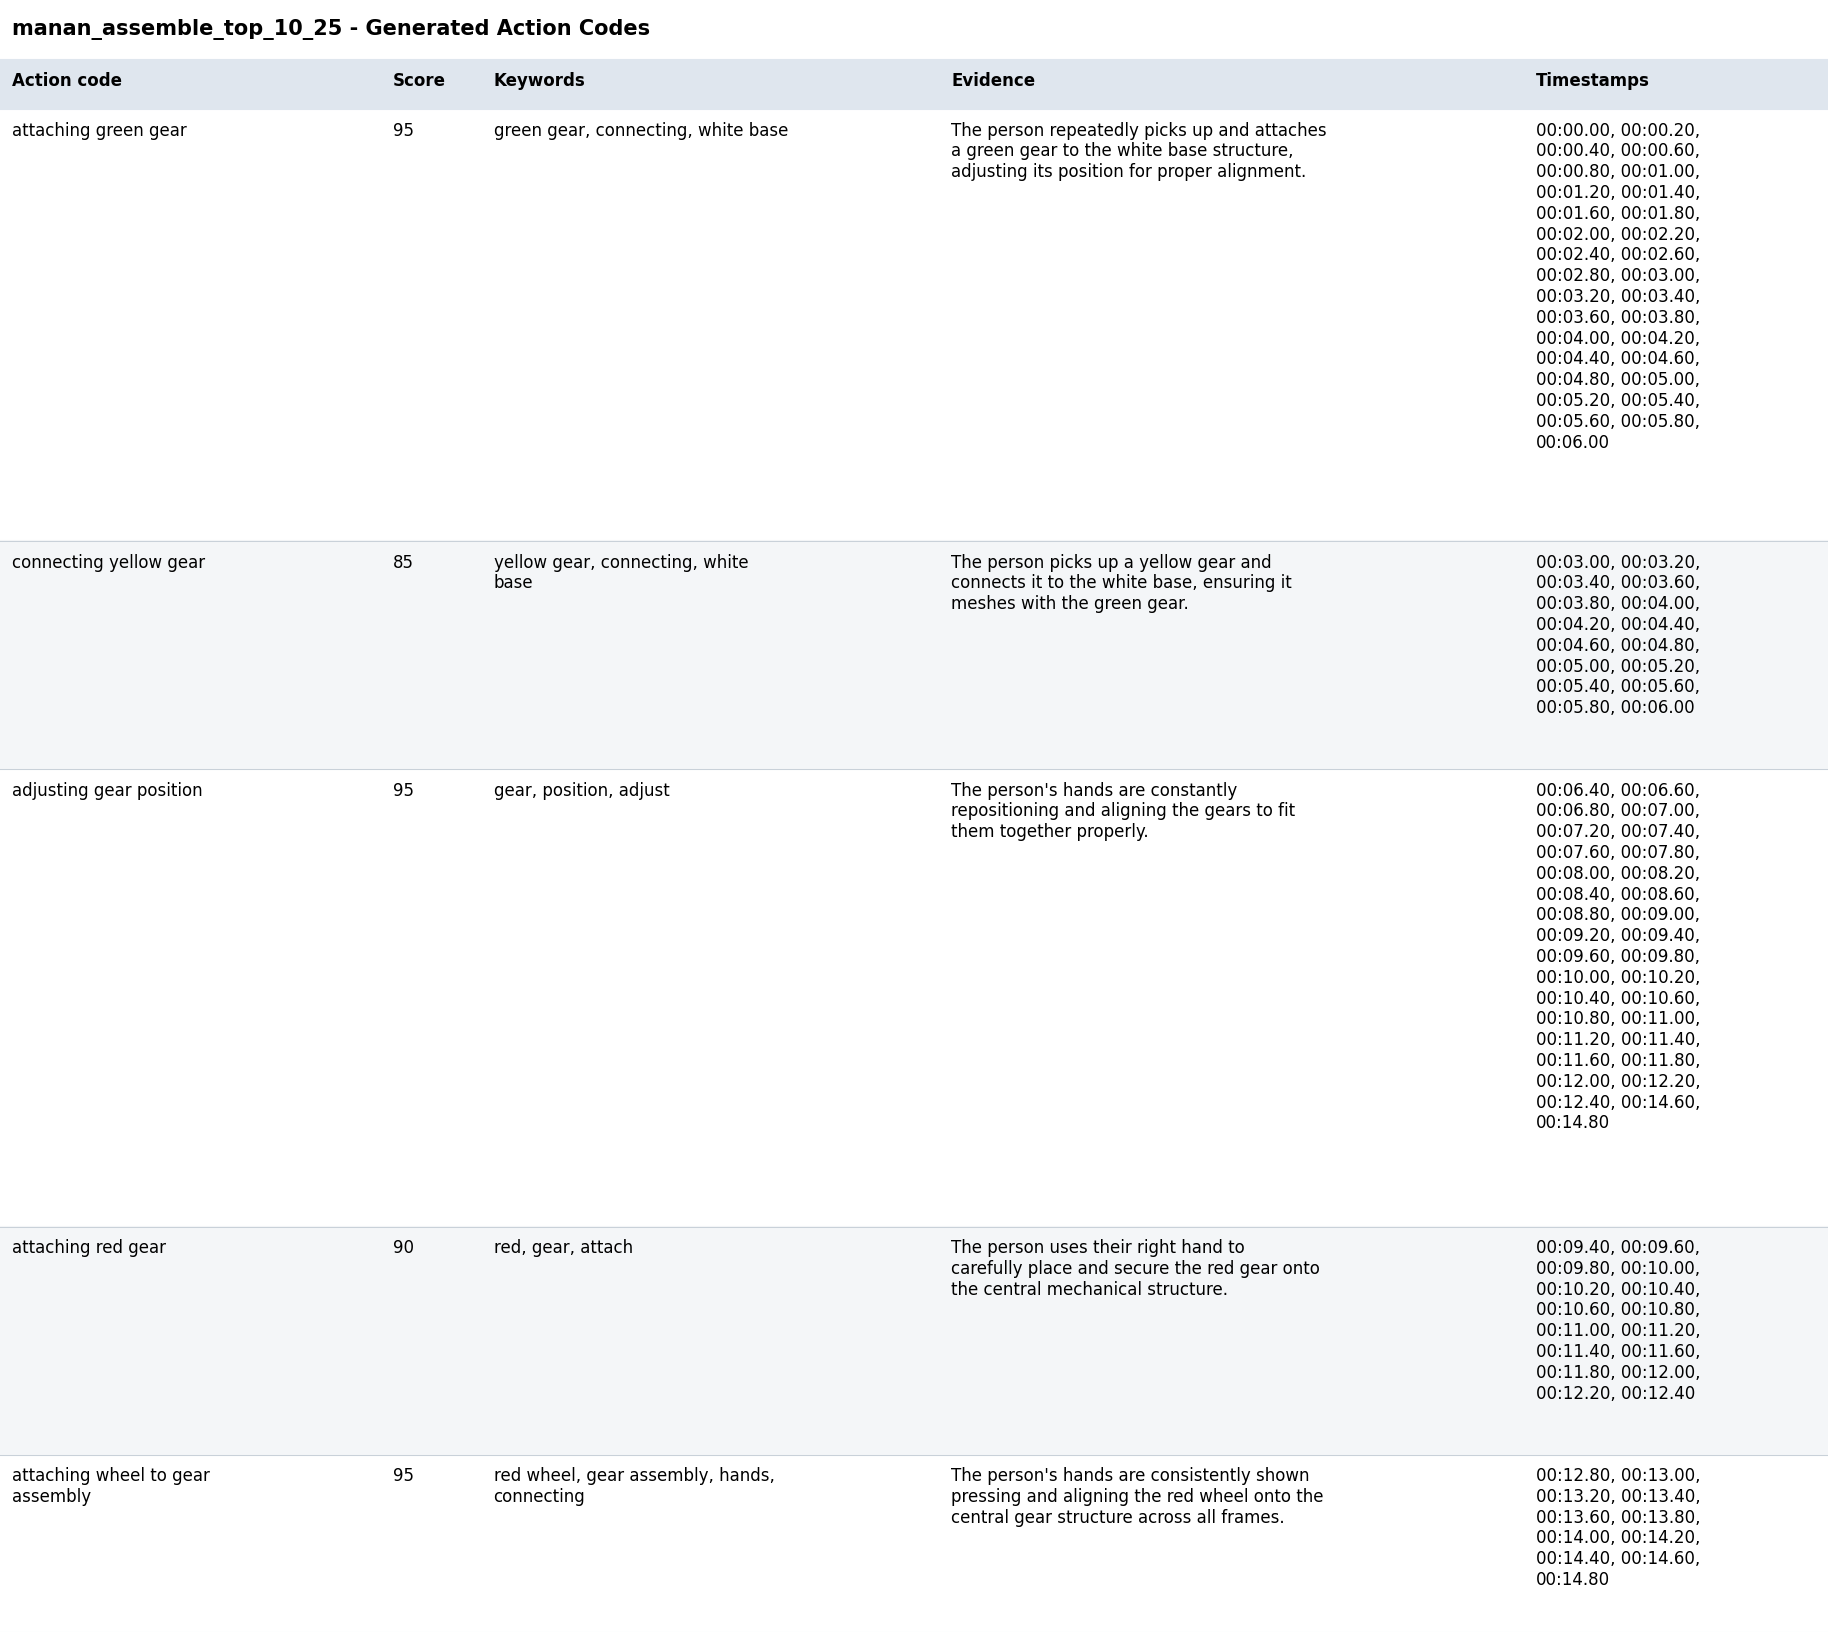 manan_assemble_top_10_25 - Generated Action Codes
Action code Score Keywords Evidence Timestamps
attaching green gear 95 green gear, connecting, white base The person repeatedly picks up and attaches 00:00.00, 00:00.20,
a green gear to the white base structure, 00:00.40, 00:00.60,
adjusting its position for proper alignment. 00:00.80, 00:01.00,
00:01.20, 00:01.40,
00:01.60, 00:01.80,
00:02.00, 00:02.20,
00:02.40, 00:02.60,
00:02.80, 00:03.00,
00:03.20, 00:03.40,
00:03.60, 00:03.80,
00:04.00, 00:04.20,
00:04.40, 00:04.60,
00:04.80, 00:05.00,
00:05.20, 00:05.40,
00:05.60, 00:05.80,
00:06.00
connecting yellow gear 85 yellow gear, connecting, white The person picks up a yellow gear and 00:03.00, 00:03.20,
base connects it to the white base, ensuring it 00:03.40, 00:03.60,
meshes with the green gear. 00:03.80, 00:04.00,
00:04.20, 00:04.40,
00:04.60, 00:04.80,
00:05.00, 00:05.20,
00:05.40, 00:05.60,
00:05.80, 00:06.00
adjusting gear position 95 gear, position, adjust The person's hands are constantly 00:06.40, 00:06.60,
repositioning and aligning the gears to fit 00:06.80, 00:07.00,
them together properly. 00:07.20, 00:07.40,
00:07.60, 00:07.80,
00:08.00, 00:08.20,
00:08.40, 00:08.60,
00:08.80, 00:09.00,
00:09.20, 00:09.40,
00:09.60, 00:09.80,
00:10.00, 00:10.20,
00:10.40, 00:10.60,
00:10.80, 00:11.00,
00:11.20, 00:11.40,
00:11.60, 00:11.80,
00:12.00, 00:12.20,
00:12.40, 00:14.60,
00:14.80
attaching red gear 90 red, gear, attach The person uses their right hand to 00:09.40, 00:09.60,
carefully place and secure the red gear onto 00:09.80, 00:10.00,
the central mechanical structure. 00:10.20, 00:10.40,
00:10.60, 00:10.80,
00:11.00, 00:11.20,
00:11.40, 00:11.60,
00:11.80, 00:12.00,
00:12.20, 00:12.40
attaching wheel to gear 95 red wheel, gear assembly, hands, The person's hands are consistently shown 00:12.80, 00:13.00,
assembly connecting pressing and aligning the red wheel onto the 00:13.20, 00:13.40,
central gear structure across all frames. 00:13.60, 00:13.80,
00:14.00, 00:14.20,
00:14.40, 00:14.60,
00:14.80